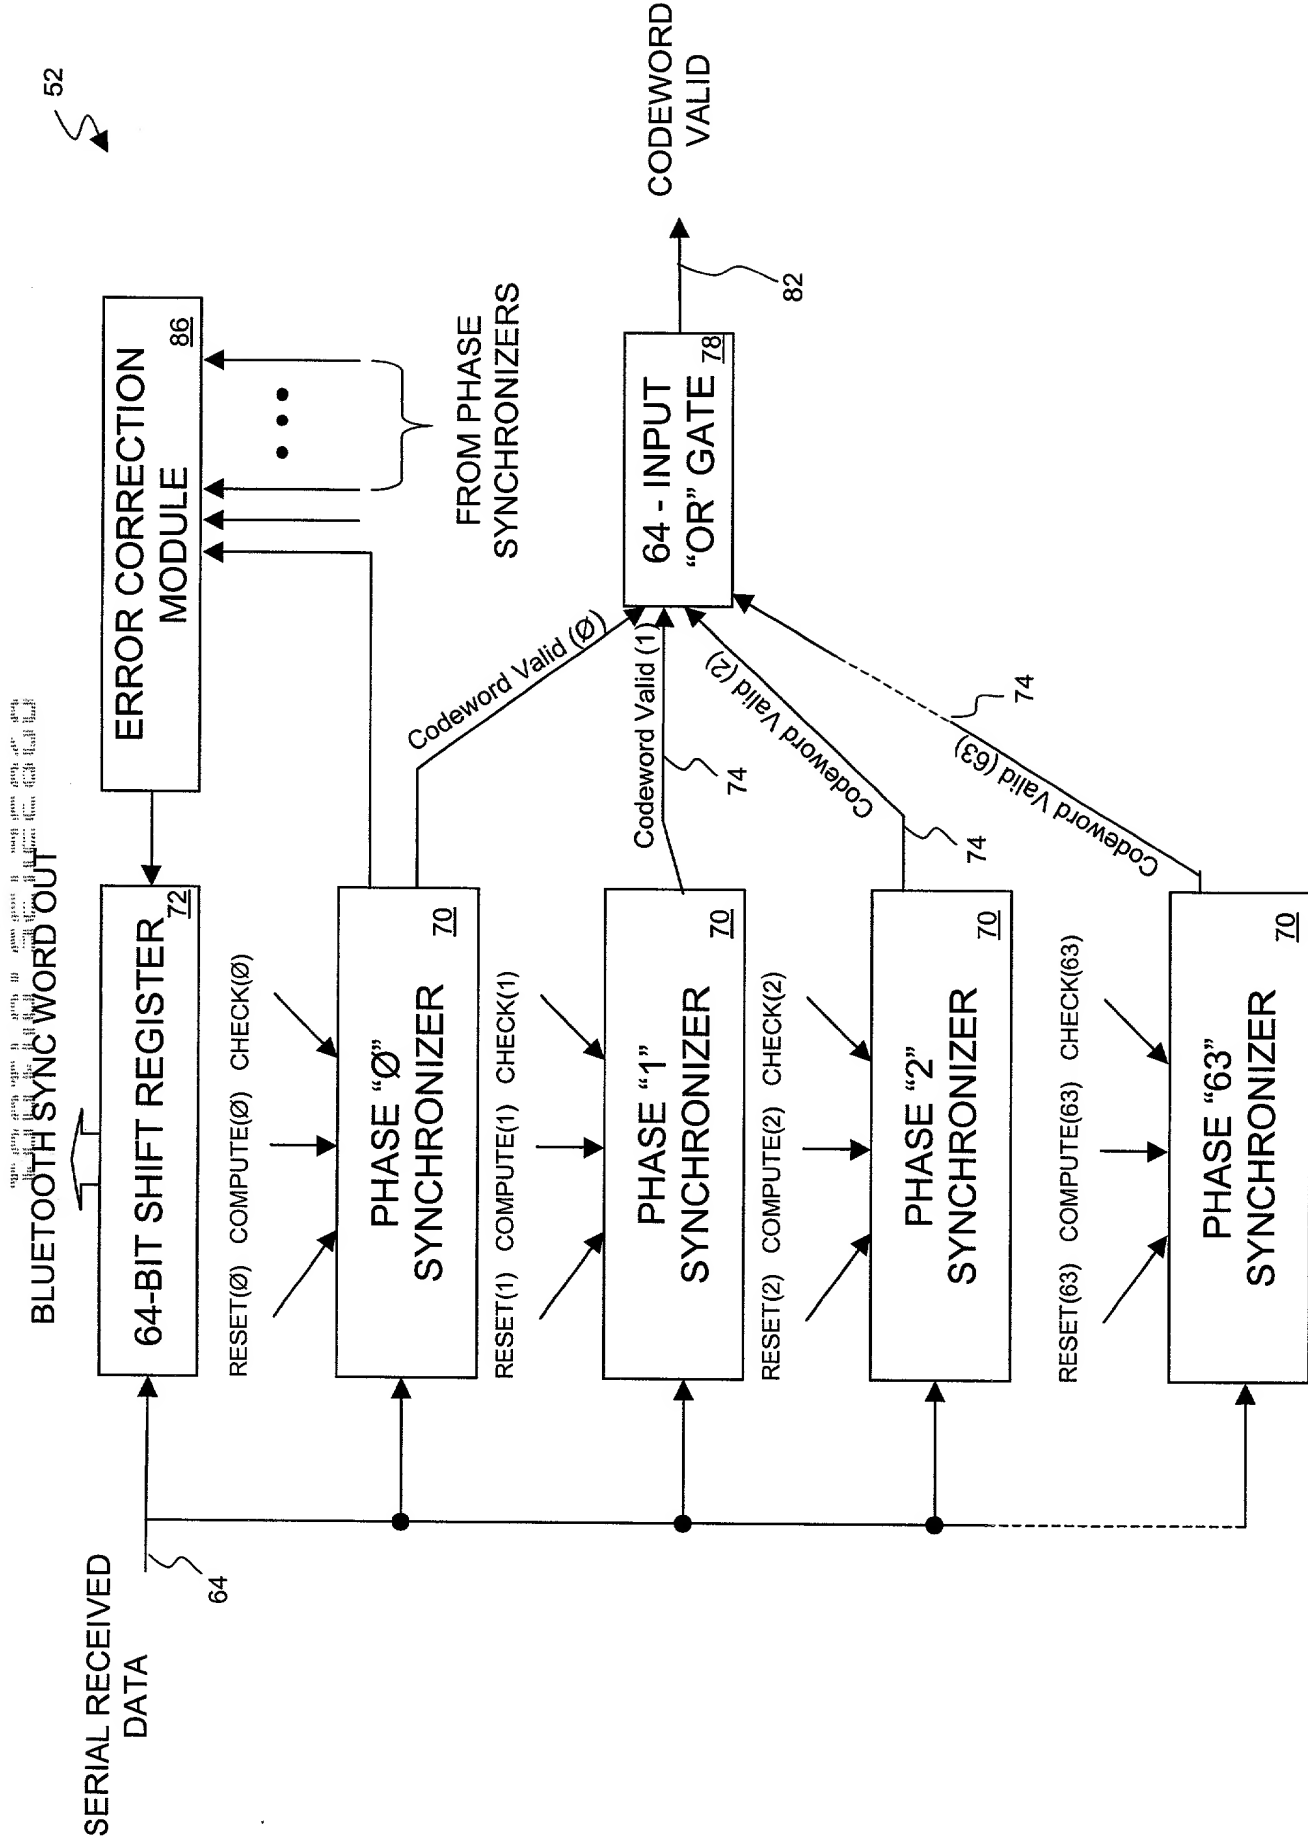 52
BLUETOOTH SYNC WORD OUT
SERIAL RECEIVED
DATA
64
64-BIT SHIFT REGISTER
72
ERROR CORRECTION
MODULE
86
FROM PHASE
SYNCHRONIZERS
RESET(Ø) COMPUTE(Ø) CHECK(Ø)
PHASE “Ø”
SYNCHRONIZER
70
Codeword Valid (Ø)
RESET(1) COMPUTE(1) CHECK(1)
PHASE “1”
SYNCHRONIZER
70
Codeword Valid (1)
74
64 - INPUT
“OR” GATE
78
CODEWORD
VALID
82
RESET(2) COMPUTE(2) CHECK(2)
PHASE “2”
SYNCHRONIZER
70
Codeword Valid (2)
74
RESET(63) COMPUTE(63) CHECK(63)
PHASE “63”
SYNCHRONIZER
70
Codeword Valid (63)
74